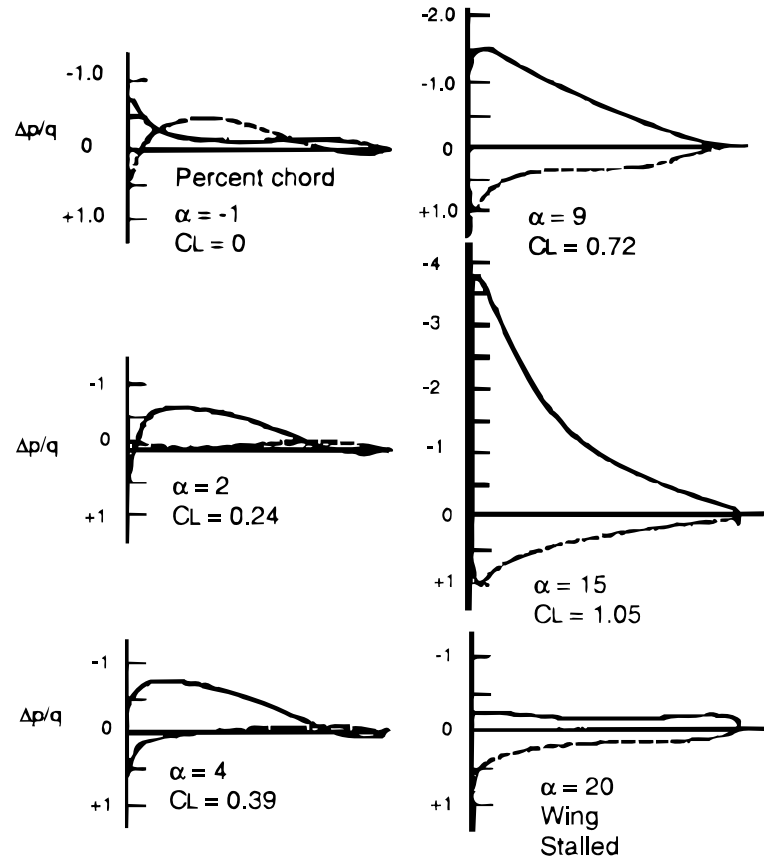 -1.0
Δp/q
0
Percent chord
+1.0
α = -1
CL = 0
-2.0
-1.0
0
+1.0
α = 9
CL = 0.72
-1
Δp/q
0
+1
α = 2
CL = 0.24
-4
-3
-2
-1
0
+1
α = 15
CL = 1.05
-1
Δp/q
0
+1
α = 4
CL = 0.39
-1
0
+1
α = 20
Wing
Stalled